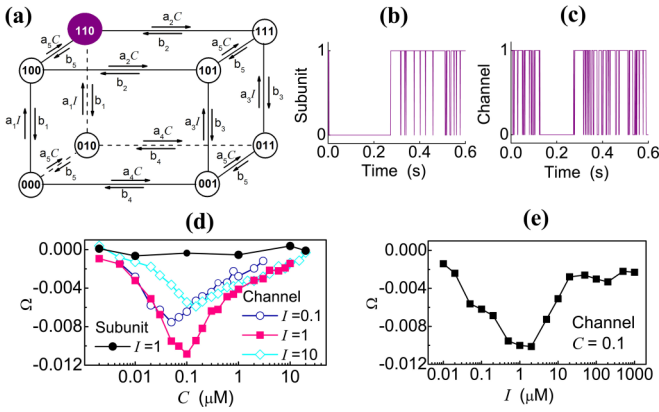 (a)
110
111
100
101
010
011
000
001
a₂C
b₂
a₅C
b₅
a₂C
b₂
a₅C
b₅
a₁I
b₁
a₁I
b₁
a₃I
b₃
a₃I
b₃
a₄C
b₄
a₅C
b₅
a₅C
b₅
a₄C
b₄
(b)
Subunit
1
0
0.0 0.2 0.4 0.6
Time (s)
(c)
Channel
1
0
0.0 0.2 0.4 0.6
Time (s)
(d)
Ω
0.000
-0.004
-0.008
-0.012
0.01 0.1 1 10
C (μM)
Subunit
I=1
Channel
I=0.1
I=1
I=10
(e)
Ω
0.000
-0.004
-0.008
-0.012
0.01 0.1 1 10 100 1000
I (μM)
Channel
C = 0.1